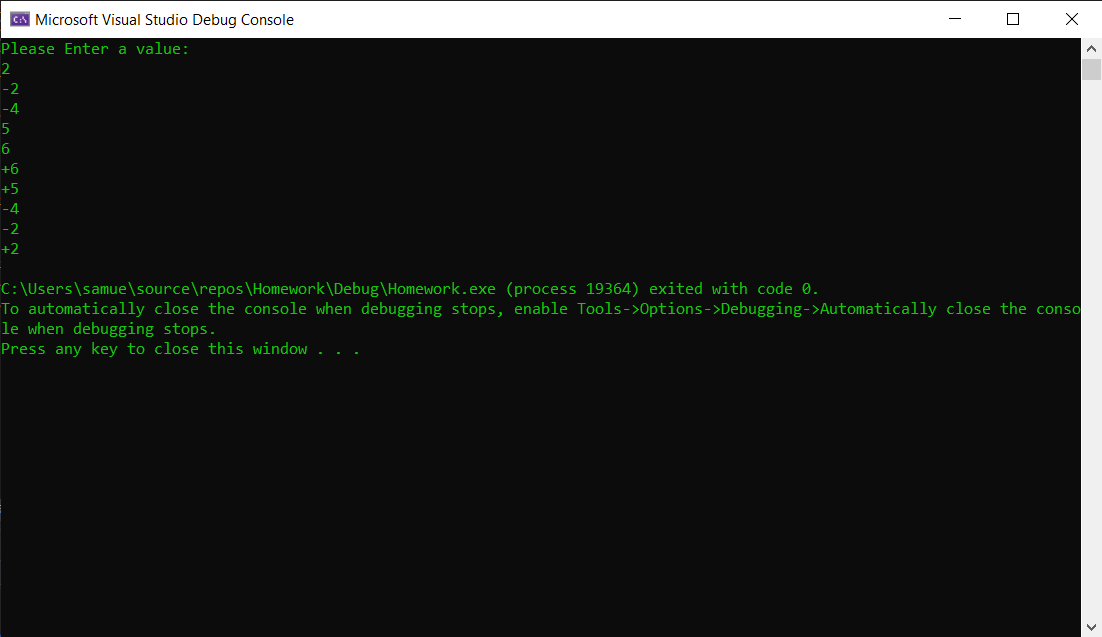 Microsoft Visual Studio Debug Console
Please Enter a value:
2
-2
-4
5
6
+6
+5
-4
-2
+2
C:\Users\samue\source\repos\Homework\Debug\Homework.exe (process 19364) exited with code 0.
To automatically close the console when debugging stops, enable Tools->Options->Debugging->Automatically close the conso
le when debugging stops.
Press any key to close this window . . .